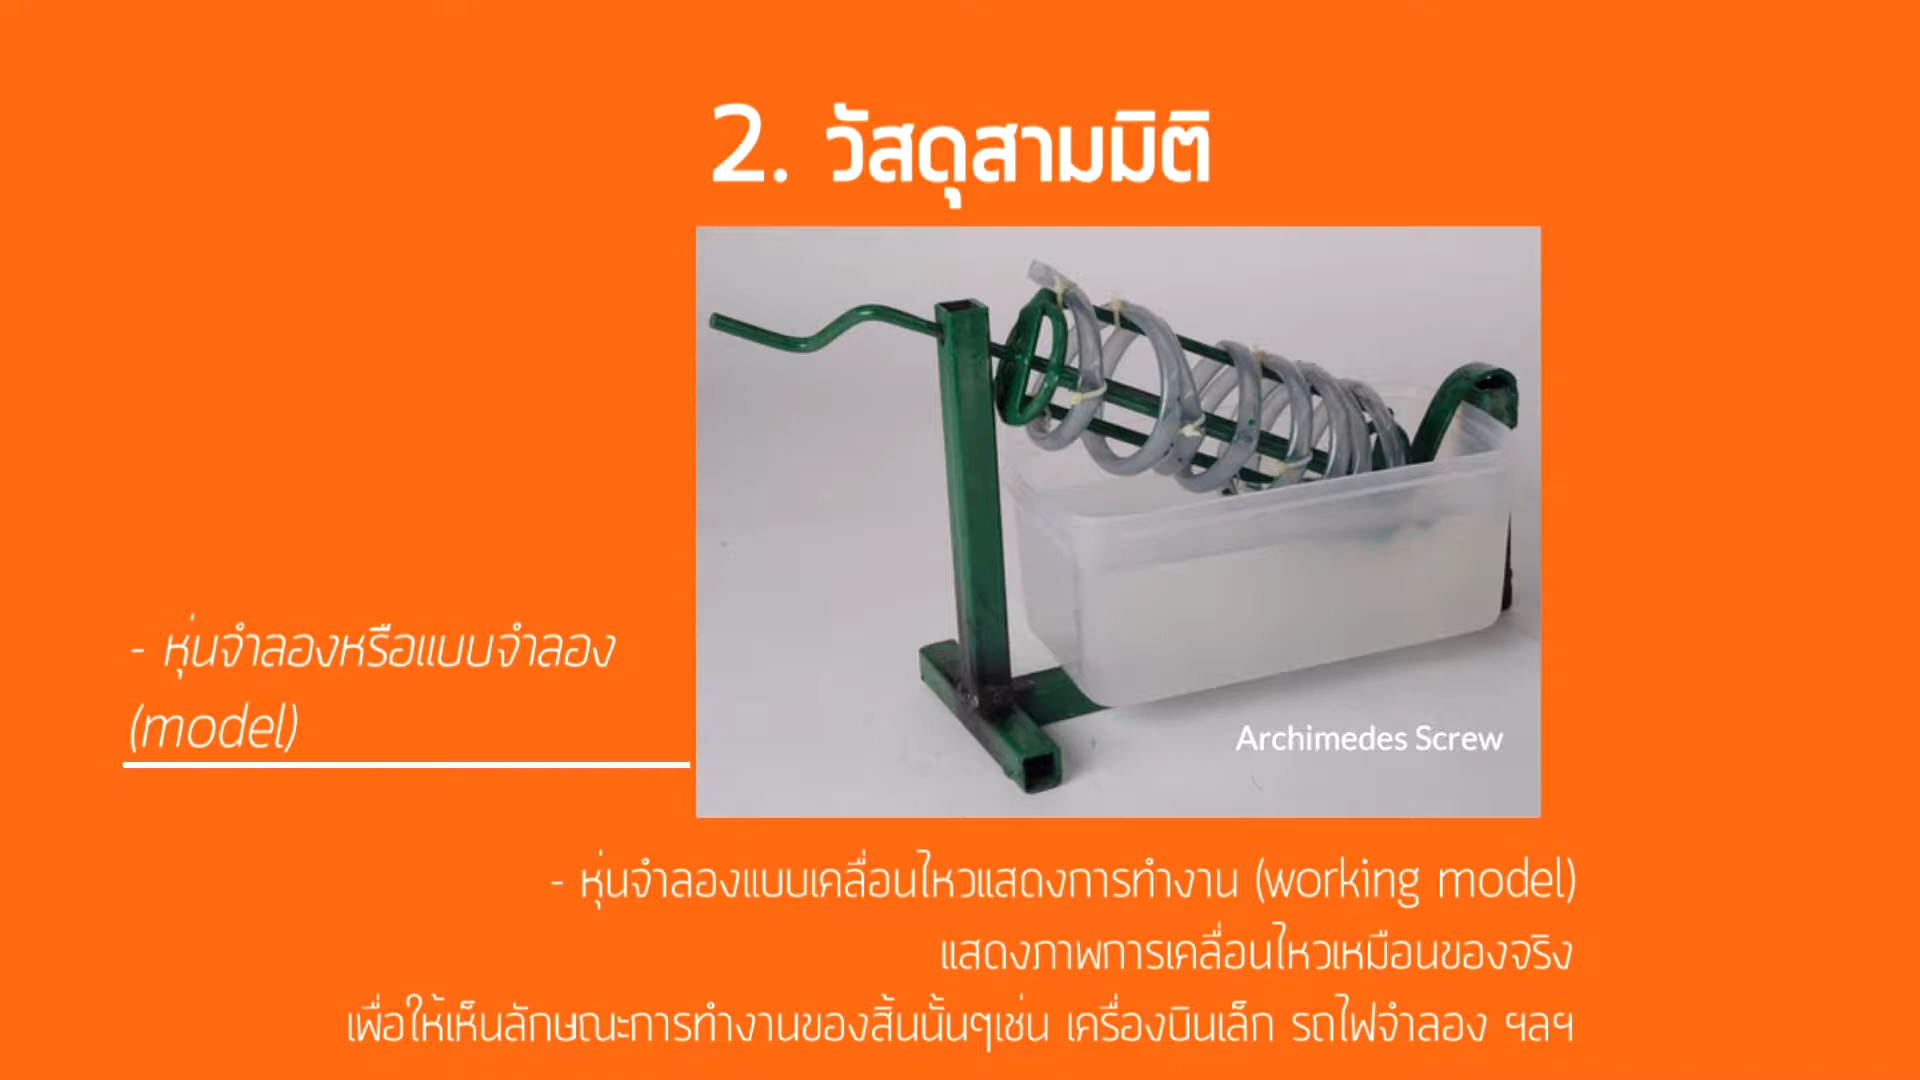 2. วัสดุสามมิติ
- หุ่นจำลองหรือแบบจำลอง
(model)
Archimedes Screw
- หุ่นจำลองแบบเคลื่อนไหวแสดงการทำงาน (working model)
แสดงภาพการเคลื่อนไหวเหมือนของจริง
เพื่อให้เห็นลักษณะการทำงานของสิ้นนั้นๆเช่น เครื่องบินเล็ก รถไฟจำลอง ฯลฯ